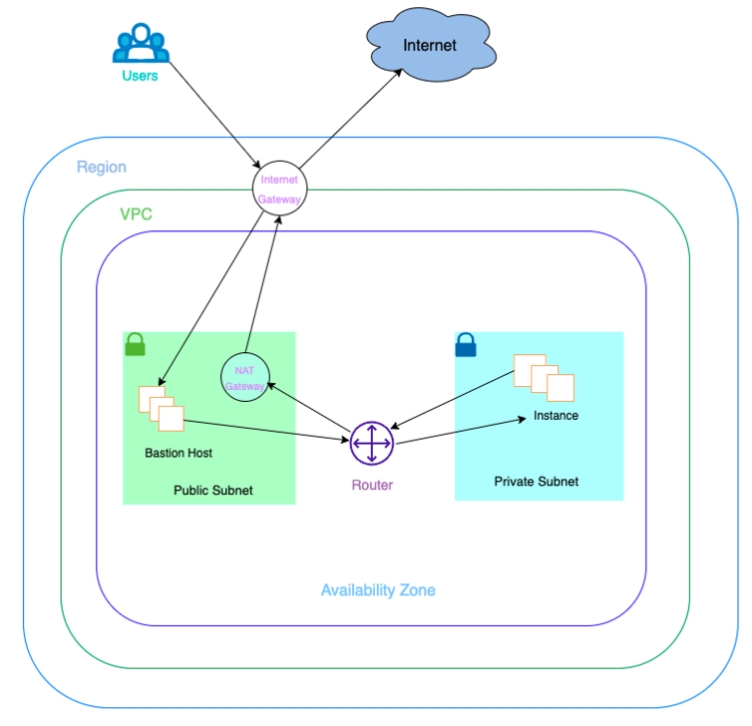 Internet
Users
Region
Internet
Gateway
VPC
NAT
Gateway
Instance
Bastion Host
Public Subnet
Router
Private Subnet
Availability Zone